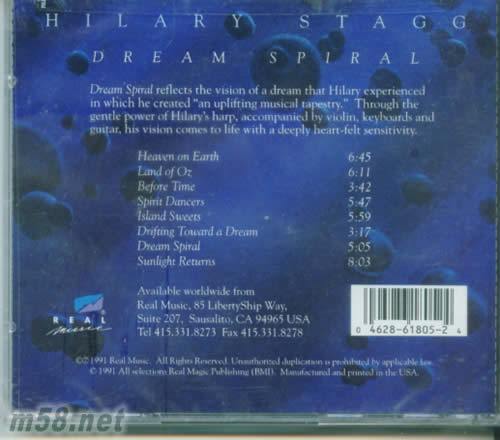 HILARY STAGG
DREAM SPIRAL
Dream Spiral reflects the vision of a dream that Hilary experienced
in which he created "an uplifting musical tapestry." Through the
gentle power of Hilary's harp, accompanied by violin, keyboards and
guitar, his vision comes to life with a deeply heart-felt sensitivity.
Heaven on Earth 6:45
Land of Oz 6:11
Before Time 3:42
Spirit Dancers 5:47
Island Sweets 5:59
Drifting Toward a Dream 3:17
Dream Spiral 5:05
Sunlight Returns 8:03
REAL
music
Available worldwide from
Real Music, 85 LibertyShip Way,
Suite 207, Sausalito, CA 94965 USA
Tel 415.331.8273 Fax 415.331.8278
0 4628-61805-2 4
©℗ 1991 Real Music. All Rights Reserved. Unauthorized duplication is prohibited by applicable law.
© 1991 All selections Real Magic Publishing (BMI). Manufactured and printed in the USA.
m58.net